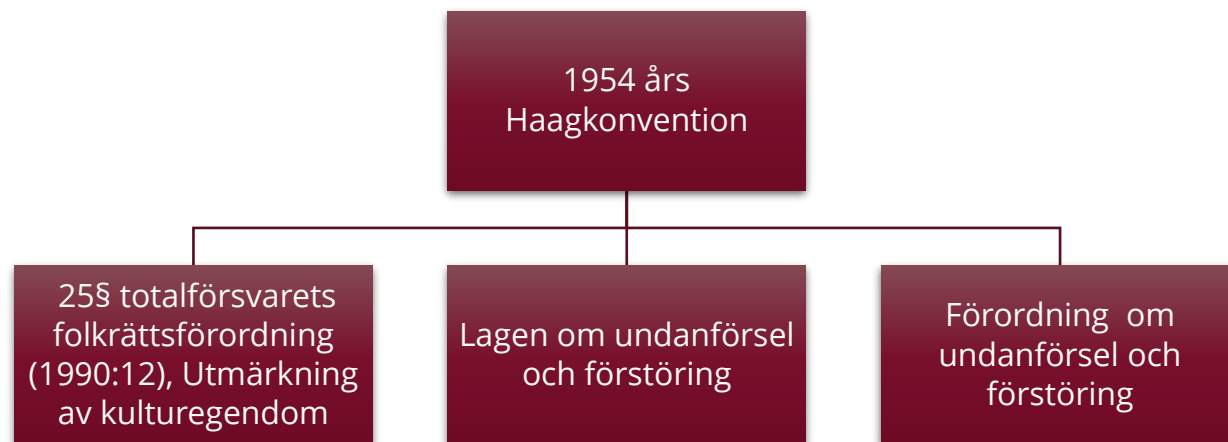 1954 års
Haagkonvention
25§ totalförsvarets
folkrättsförordning
(1990:12), Utmärkning
av kulturegendom
Lagen om undanförsel
och förstöring
Förordning om
undanförsel och
förstöring